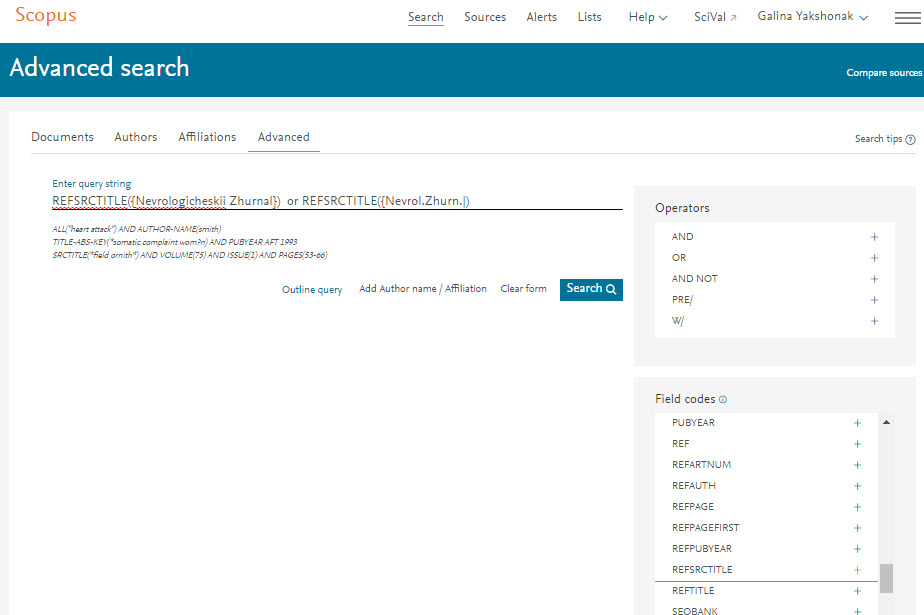 Scopus
Search Sources Alerts Lists Help SciVal Galina Yakshonak
Advanced search
Compare sources
Documents Authors Affiliations Advanced
Search tips
Enter query string
REFSRCTITLE({Nevrologicheskii Zhurnal}) or REFSRCTITLE({Nevrol.Zhurn.|)
ALL("heart attack") AND AUTHOR-NAME(smith)
TITLE-ABS-KEY(*somatic complaint wom?n) AND PUBYEAR AFT 1993
SRCTITLE(*field ornith*) AND VOLUME(75) AND ISSUE(1) AND PAGES(53-66)
Outline query Add Author name / Affiliation Clear form Search
Operators
AND +
OR +
AND NOT +
PRE/ +
W/ +
Field codes
PUBYEAR +
REF +
REFARTNUM +
REFAUTH +
REFPAGE +
REFPAGEFIRST +
REFPUBYEAR +
REFSRCTITLE +
REFTITLE +
SEQBANK +